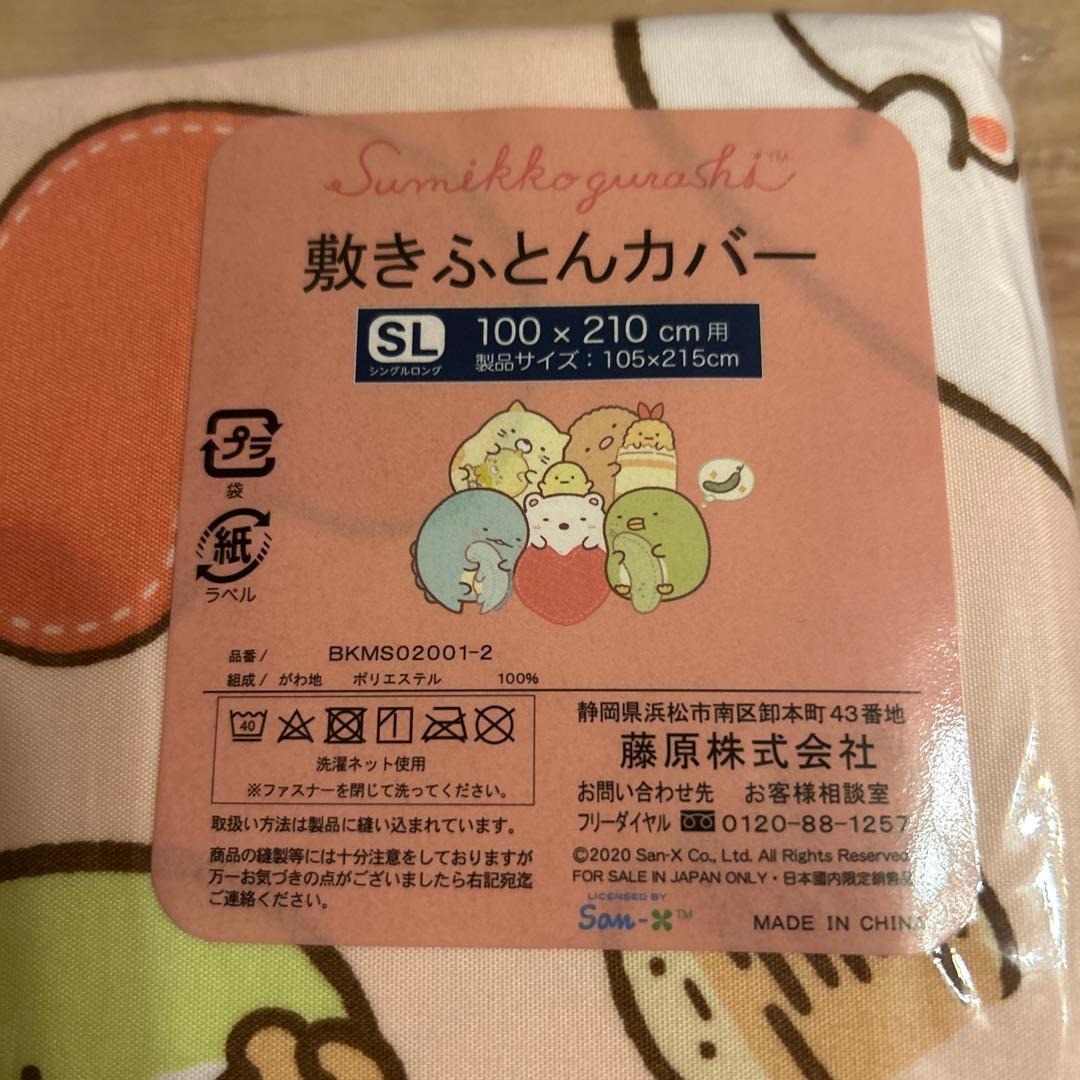 Sumikkogurashi™
敷きふとんカバー
SL 100 × 210 cm用
シングルロング 製品サイズ：105×215cm
プラ
袋
紙
ラベル
品番/ BKMS02001-2
組成/ がわ地 ポリエステル 100%
40
洗濯ネット使用
※ファスナーを閉じて洗ってください。
取扱い方法は製品に縫い込まれています。
商品の縫製等には十分注意をしておりますが
万一お気づきの点がございましたら右記宛迄
ご連絡ください。
静岡県浜松市南区卸本町43番地
藤原株式会社
お問い合わせ先 お客様相談室
フリーダイヤル 0120-88-1257
©2020 San-X Co., Ltd. All Rights Reserved.
FOR SALE IN JAPAN ONLY・日本國内限定銷售品
LICENSED BY
San-X™
MADE IN CHINA